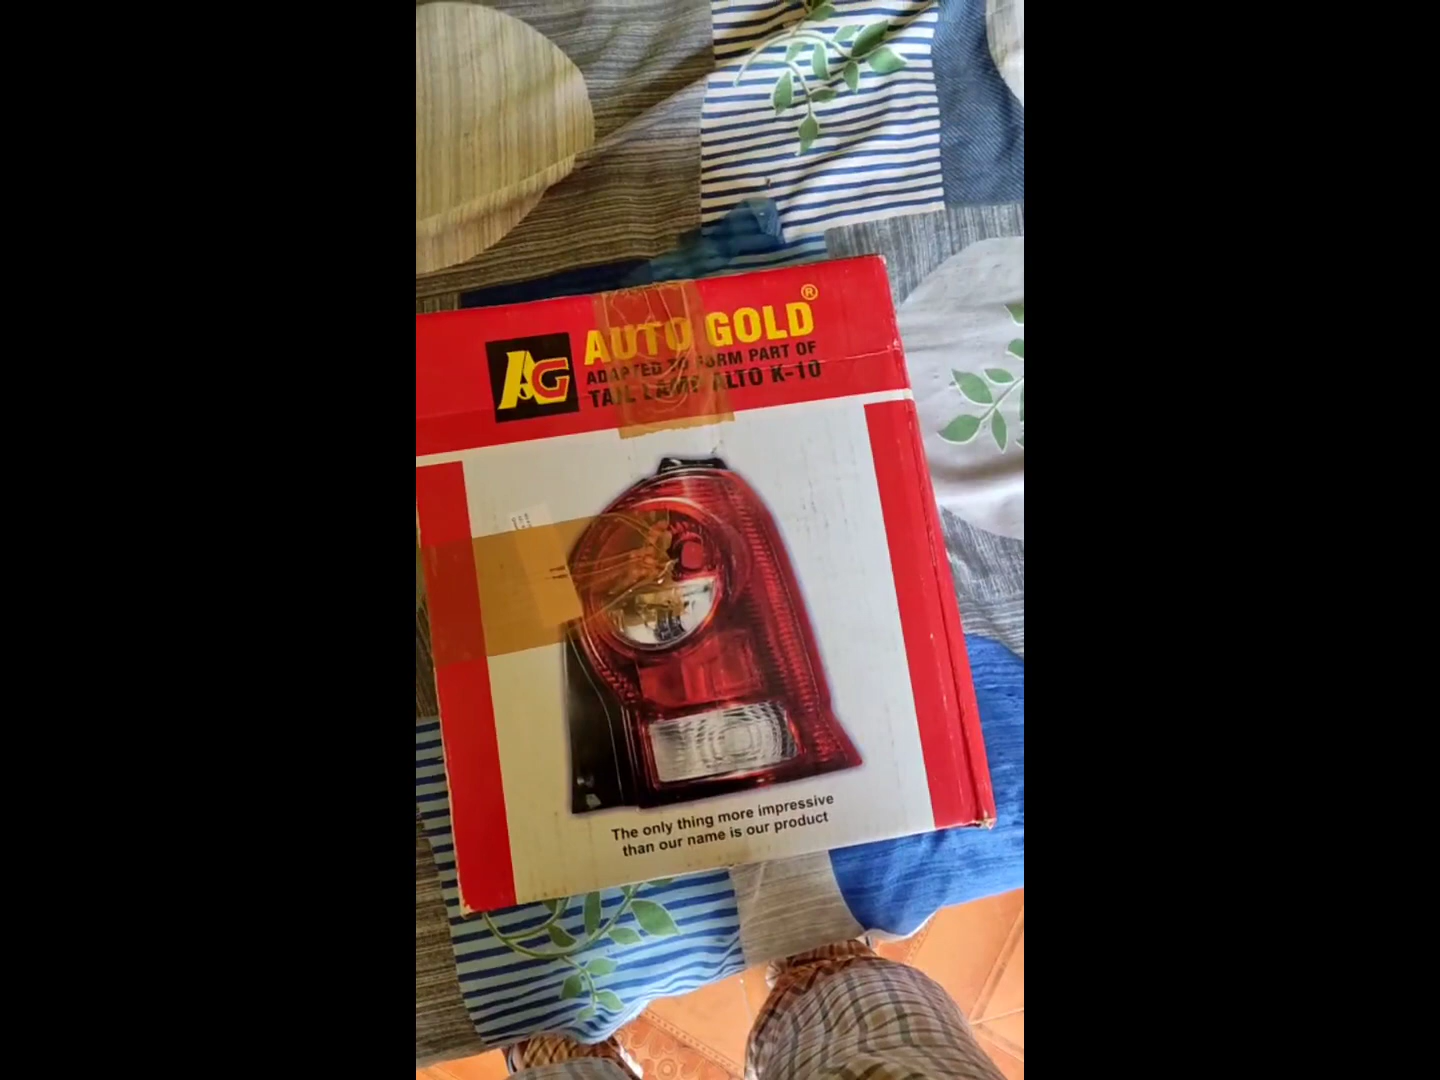 AG
AUTO GOLD®
ADAPTED TO FORM PART OF
TAIL LAMP ALTO K-10
The only thing more impressive
than our name is our product